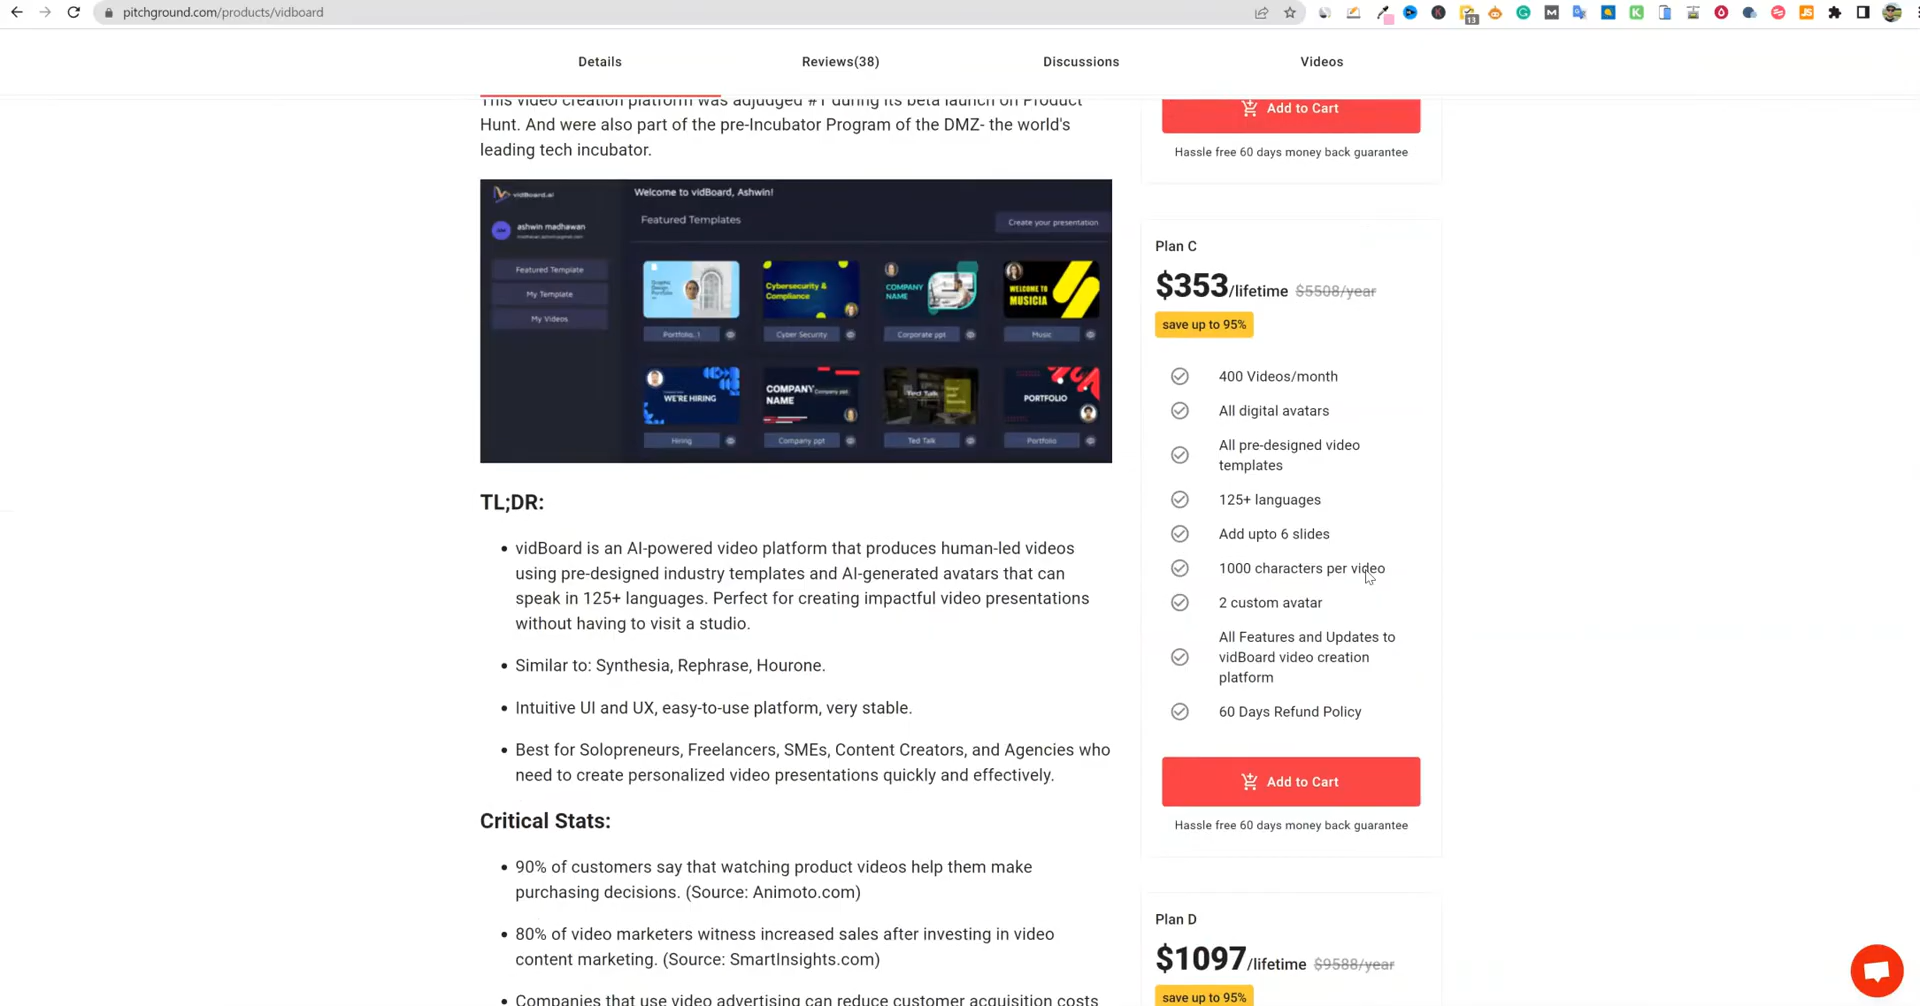 pitchground.com/products/vidboard
13
Details
Reviews(38)
Discussions
Videos
This video creation platform was adjudged #1 during its beta launch on Product
Hunt. And were also part of the pre-Incubator Program of the DMZ- the world's
leading tech incubator.
vidBoard.ai
Welcome to vidBoard, Ashwin!
Featured Templates
Create your presentation
ashwin madhawan
Featured Template
My Template
My Videos
Cybersecurity &
Compliance
COMPANY
NAME
WELCOME TO
MUSICIA
Portfolio_1
Cyber Security
Corporate ppt
Music
WE'RE HIRING
COMPANY
NAME
Company ppt
Ted Talk
PORTFOLIO
Hiring
Company ppt
Ted Talk
Portfolio
TL;DR:
• vidBoard is an AI-powered video platform that produces human-led videos
using pre-designed industry templates and AI-generated avatars that can
speak in 125+ languages. Perfect for creating impactful video presentations
without having to visit a studio.
• Similar to: Synthesia, Rephrase, Hourone.
• Intuitive UI and UX, easy-to-use platform, very stable.
• Best for Solopreneurs, Freelancers, SMEs, Content Creators, and Agencies who
need to create personalized video presentations quickly and effectively.
Critical Stats:
• 90% of customers say that watching product videos help them make
purchasing decisions. (Source: Animoto.com)
• 80% of video marketers witness increased sales after investing in video
content marketing. (Source: SmartInsights.com)
• Companies that use video advertising can reduce customer acquisition costs
Add to Cart
Hassle free 60 days money back guarantee
Plan C
$353/lifetime $5508/year
save up to 95%
400 Videos/month
All digital avatars
All pre-designed video
templates
125+ languages
Add upto 6 slides
1000 characters per video
2 custom avatar
All Features and Updates to
vidBoard video creation
platform
60 Days Refund Policy
Add to Cart
Hassle free 60 days money back guarantee
Plan D
$1097/lifetime $9588/year
save up to 95%